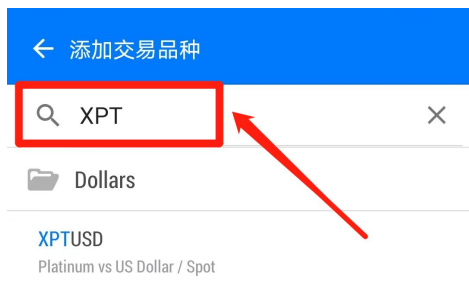 添加交易品种
XPT
Dollars
XPTUSD
Platinum vs US Dollar / Spot